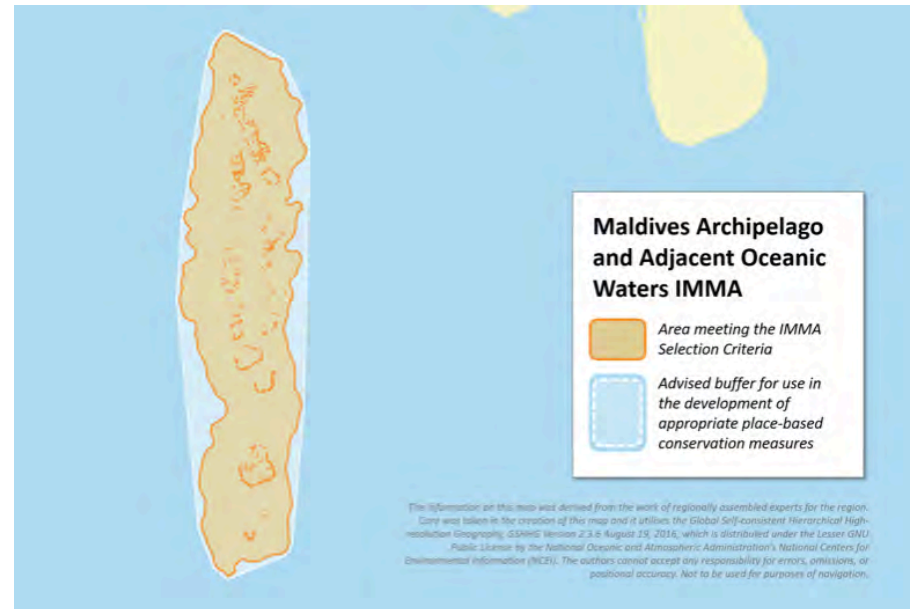 Maldives Archipelago
and Adjacent Oceanic
Waters IMMA
Area meeting the IMMA
Selection Criteria
Advised buffer for use in
the development of
appropriate place-based
conservation measures
The information on this map was derived from the work of regionally assembled experts for the region.
Care was taken in the creation of this map and it utilises the Global Self-consistent Hierarchical High-
resolution Geography, GSHHG Version 2.3.6 August 19, 2016, which is distributed under the Lesser GNU
Public License by the National Oceanic and Atmospheric Administration's National Centers for
Environmental Information (NCEI). The authors cannot accept any responsibility for errors, omissions, or
positional accuracy. Not to be used for purposes of navigation.